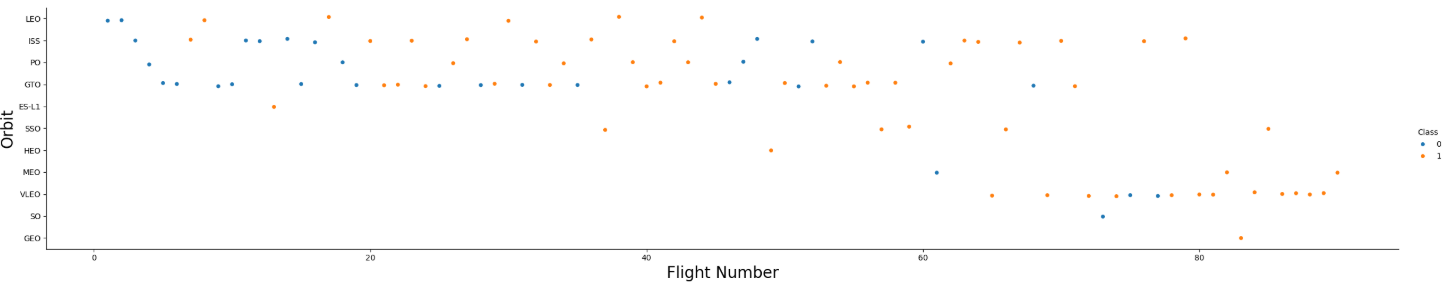 Orbit
LEO
ISS
PO
GTO
ES-L1
SSO
HEO
MEO
VLEO
SO
GEO
0 20 40 60 80
Flight Number
Class
0
1